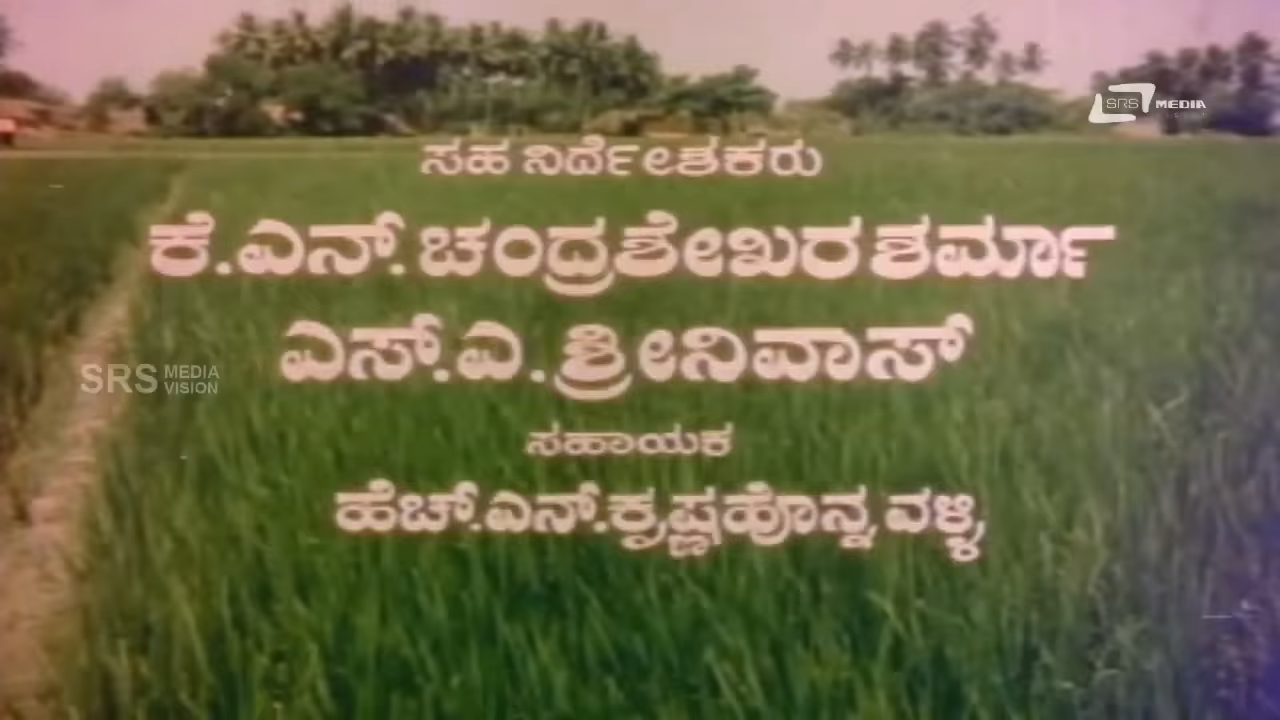 SRS MEDIA
ಸಹ ನಿರ್ದೇಶಕರು
ಕೆ.ಎನ್.ಚಂದ್ರಶೇಖರ ಶರ್ಮಾ
ಎಸ್.ಎ.ಶ್ರೀನಿವಾಸ್
SRS MEDIA VISION
ಸಹಾಯಕ
ಹೆಚ್.ಎನ್.ಕೃಷ್ಣಹೊನ್ನವಳ್ಳಿ